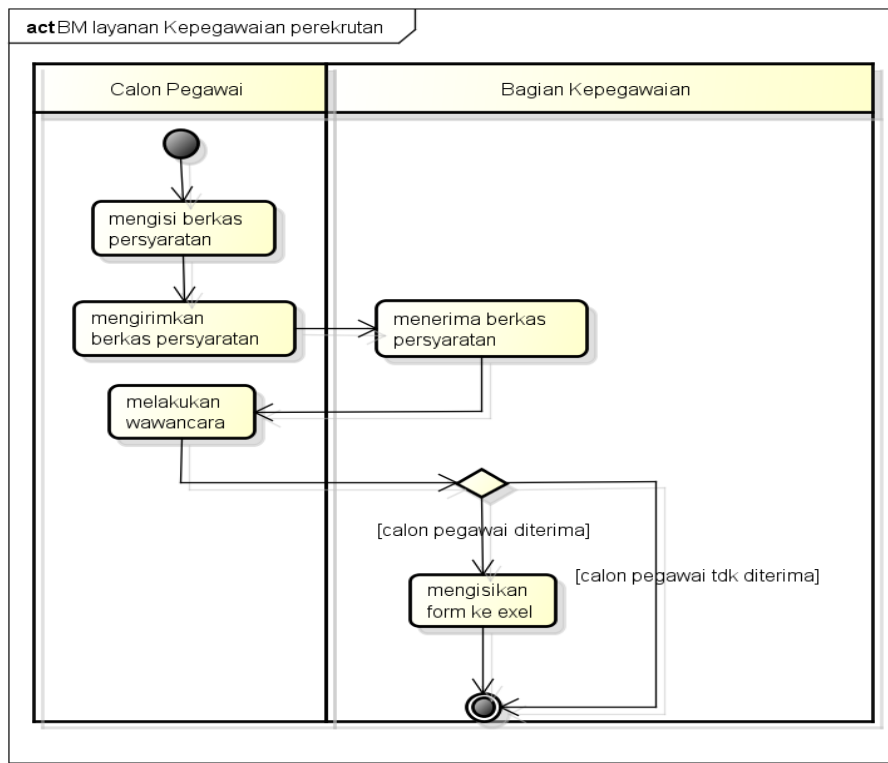 act BM layanan Kepegawaian perekrutan
Calon Pegawai
Bagian Kepegawaian
mengisi berkas
persyaratan
mengirimkan
berkas persyaratan
menerima berkas
persyaratan
melakukan
wawancara
[calon pegawai diterima]
[calon pegawai tdk diterima]
mengisikan
form ke exel